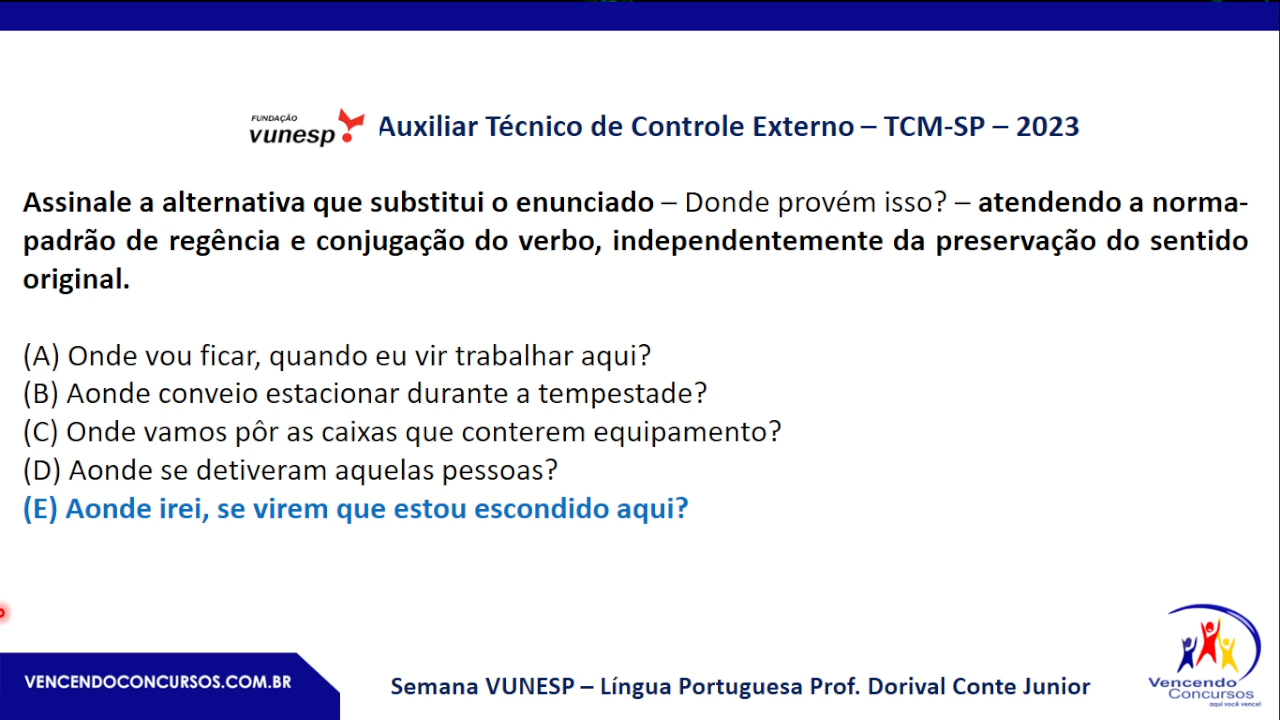 FUNDAÇÃO
vunesp Auxiliar Técnico de Controle Externo – TCM-SP – 2023
Assinale a alternativa que substitui o enunciado – Donde provém isso? – atendendo a norma-
padrão de regência e conjugação do verbo, independentemente da preservação do sentido
original.
(A) Onde vou ficar, quando eu vir trabalhar aqui?
(B) Aonde conveio estacionar durante a tempestade?
(C) Onde vamos pôr as caixas que conterem equipamento?
(D) Aonde se detiveram aquelas pessoas?
(E) Aonde irei, se virem que estou escondido aqui?
VENCENDOCONCURSOS.COM.BR
Semana VUNESP – Língua Portuguesa Prof. Dorival Conte Junior
Vencendo
Concursos
aqui você vence!